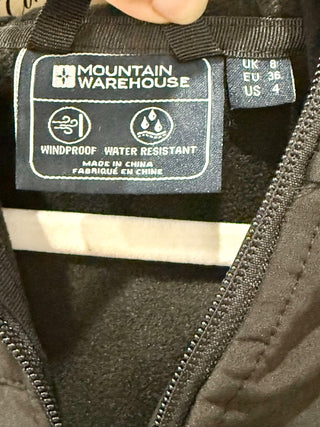 MOUNTAIN
WAREHOUSE
WINDPROOF WATER RESISTANT
MADE IN CHINA
FABRIQUÉ EN CHINE
UK 8
EU 36
US 4